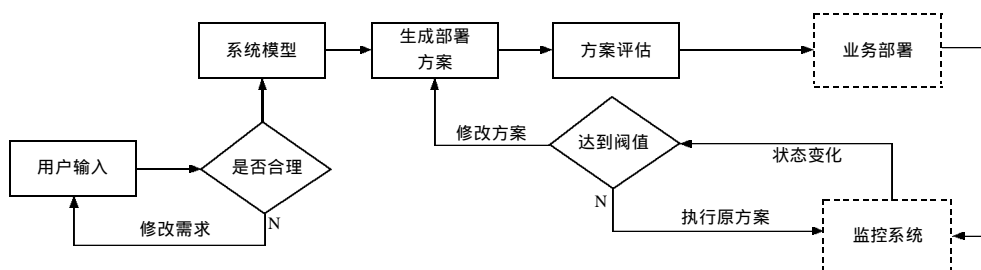 系统模型
生成部署
方案
方案评估
业务部署
用户输入
是否合理
修改方案
达到阀值
状态变化
N
修改需求
N
执行原方案
监控系统